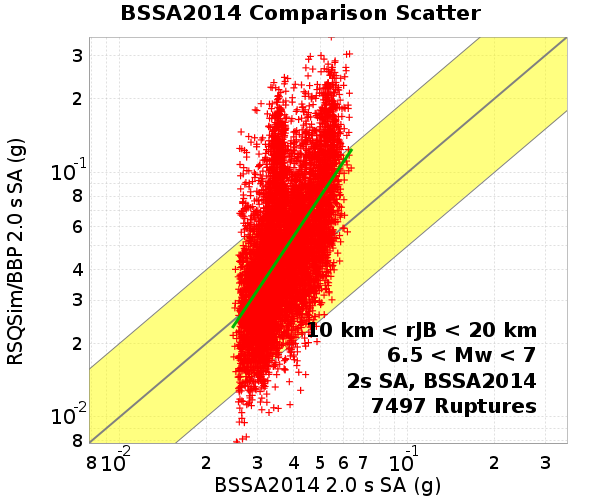 BSSA2014 Comparison Scatter
RSQSim/BBP 2.0 s SA (g)
3
2
10-1
8
6
4
3
2
10-2
8
10 km < rJB < 20 km
6.5 < Mw < 7
2s SA, BSSA2014
7497 Ruptures
8 10-2 2 3 4 5 6 7 10-1 2 3
BSSA2014 2.0 s SA (g)